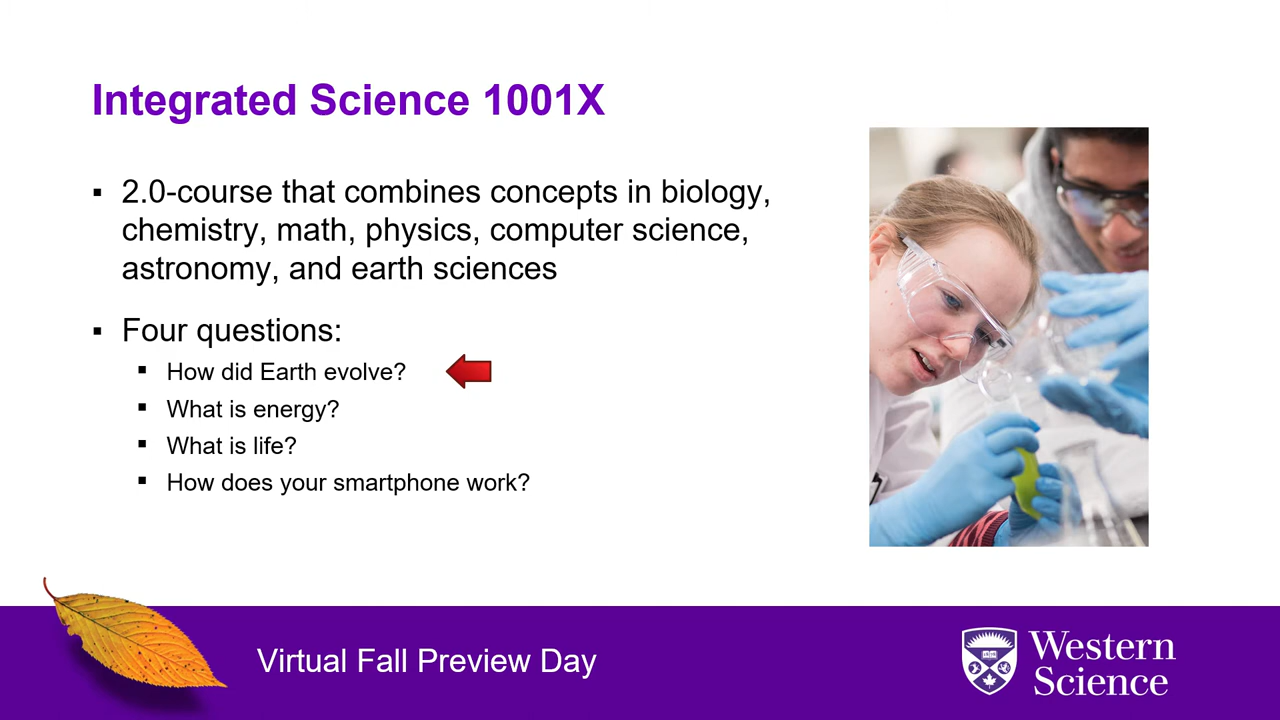 Integrated Science 1001X
▪ 2.0-course that combines concepts in biology,
chemistry, math, physics, computer science,
astronomy, and earth sciences
▪ Four questions:
▪ How did Earth evolve?
▪ What is energy?
▪ What is life?
▪ How does your smartphone work?
Virtual Fall Preview Day
Western
Science